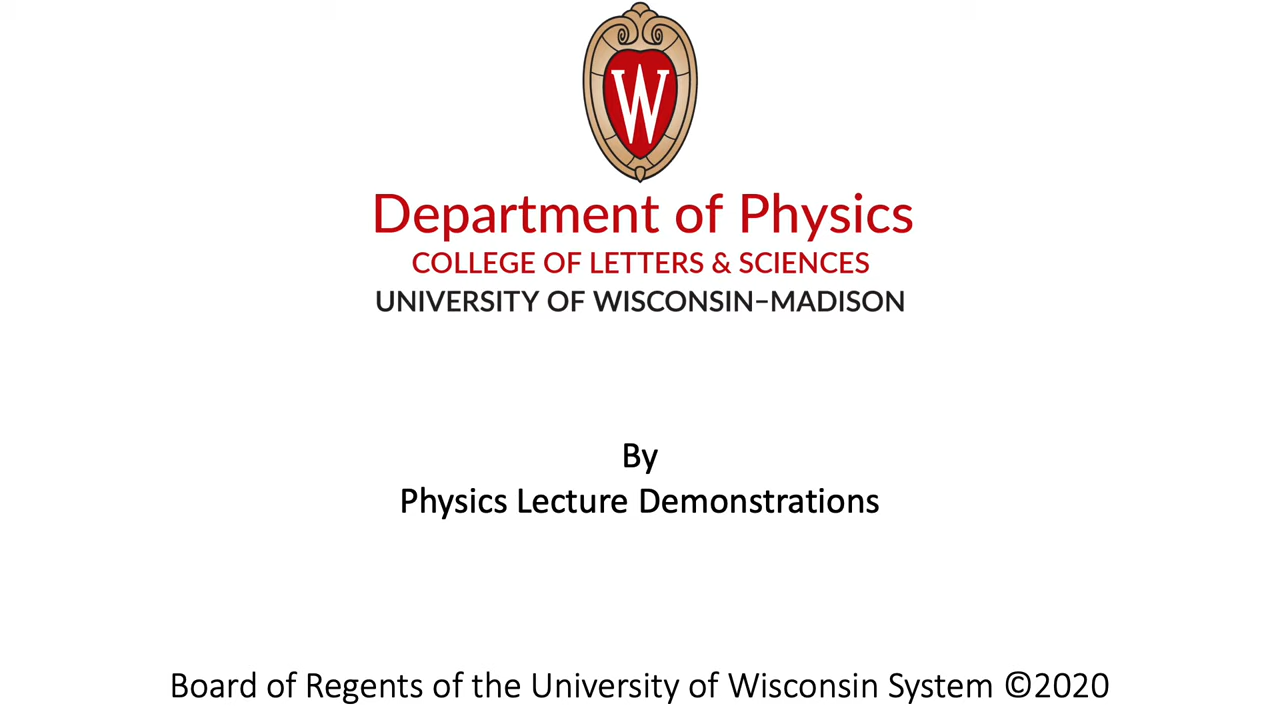 W
Department of Physics
COLLEGE OF LETTERS & SCIENCES
UNIVERSITY OF WISCONSIN–MADISON
By
Physics Lecture Demonstrations
Board of Regents of the University of Wisconsin System ©2020